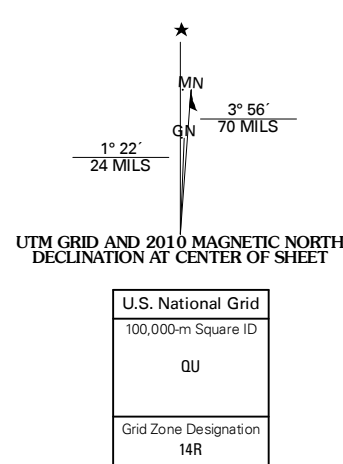 ★
MN
3° 56´
70 MILS
GN
1° 22´
24 MILS
UTM GRID AND 2010 MAGNETIC NORTH
DECLINATION AT CENTER OF SHEET
U.S. National Grid
100,000-m Square ID
QU
Grid Zone Designation
14R